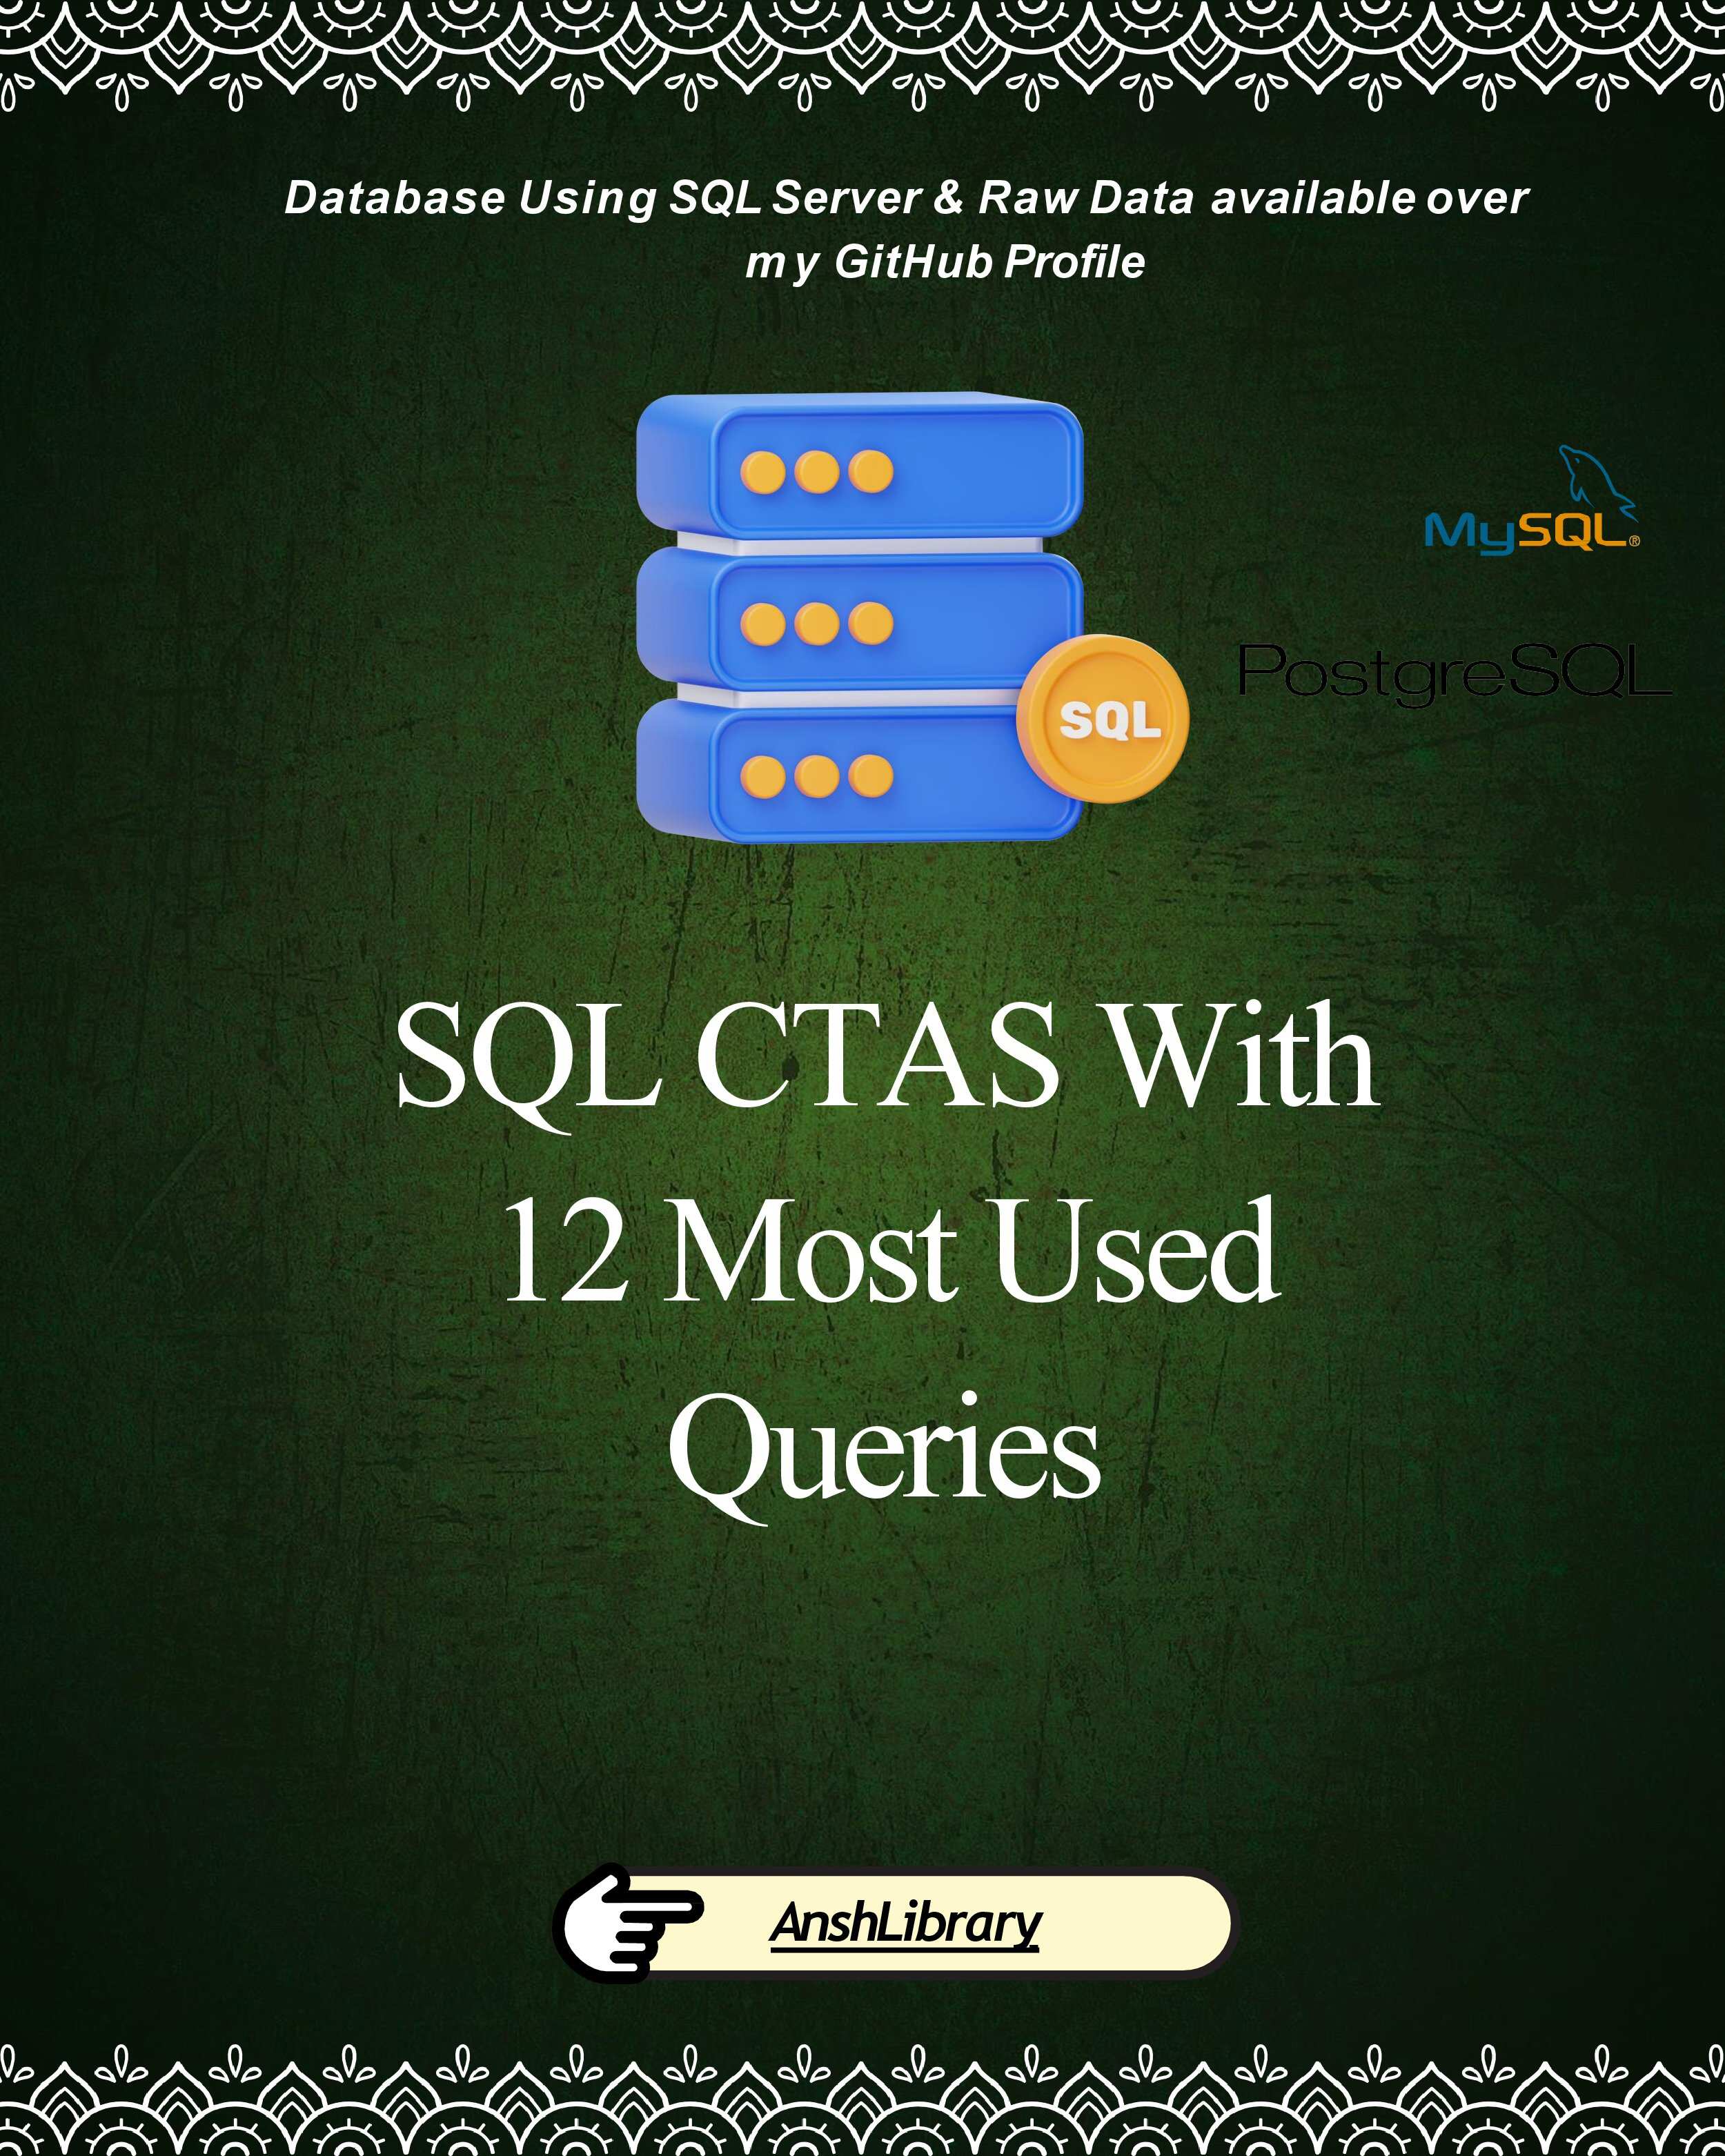 Database Using SQL Server & Raw Data available over
my GitHub Profile
MySQL®
PostgreSQL
SQL
SQL CTAS With
12 Most Used
Queries
AnshLibrary